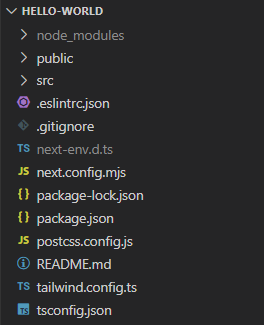 HELLO-WORLD
node_modules
public
src
.eslintrc.json
.gitignore
TS next-env.d.ts
JS next.config.mjs
{} package-lock.json
{} package.json
JS postcss.config.js
README.md
TS tailwind.config.ts
TS tsconfig.json